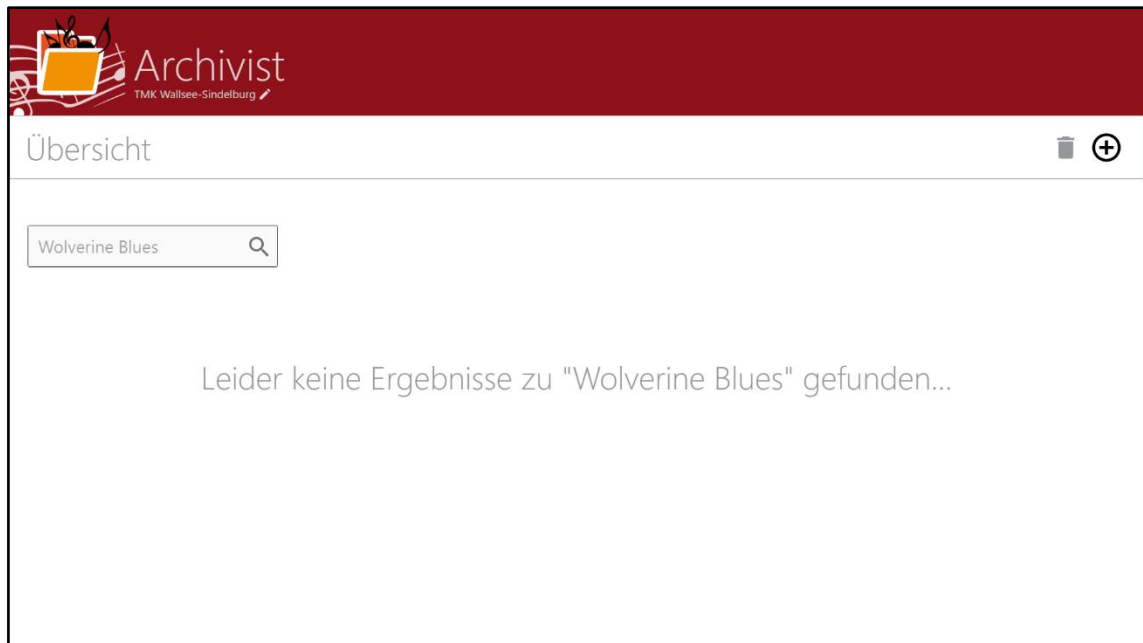 Archivist
TMK Wallsee-Sindelburg
Übersicht
Wolverine Blues
Leider keine Ergebnisse zu "Wolverine Blues" gefunden...